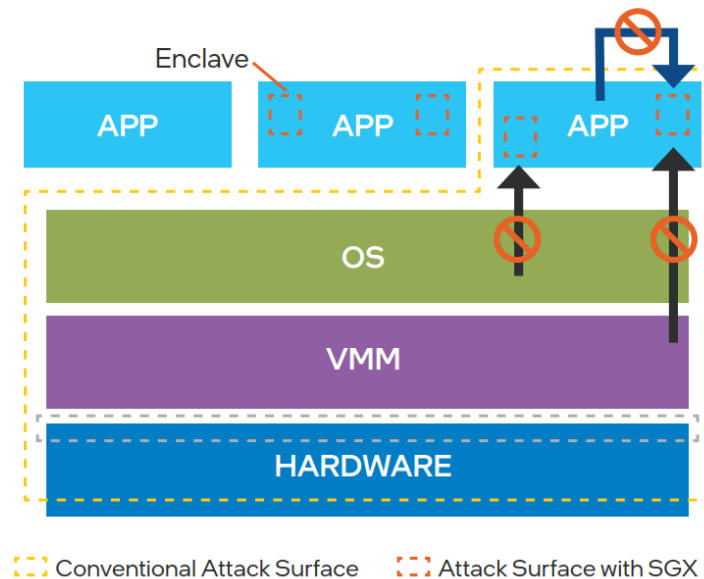 Enclave
APP
APP
APP
OS
VMM
HARDWARE
Conventional Attack Surface
Attack Surface with SGX